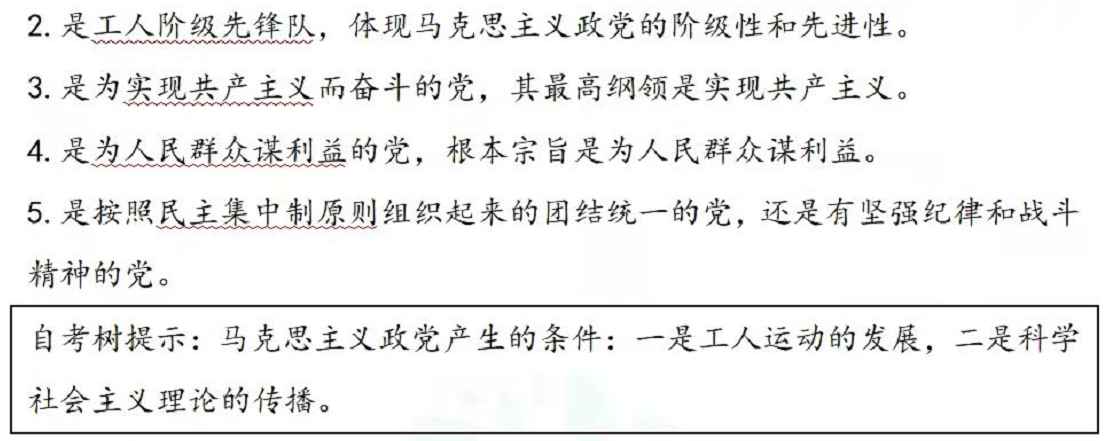 2. 是工人阶级先锋队，体现马克思主义政党的阶级性和先进性。
3. 是为实现共产主义而奋斗的党，其最高纲领是实现共产主义。
4. 是为人民群众谋利益的党，根本宗旨是为人民群众谋利益。
5. 是按照民主集中制原则组织起来的团结统一的党，还是有坚强纪律和战斗
精神的党。
自考树提示：马克思主义政党产生的条件：一是工人运动的发展，二是科学
社会主义理论的传播。